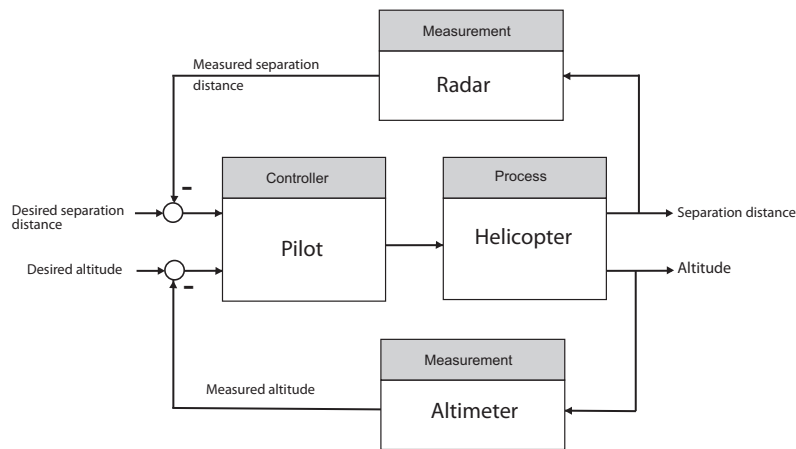 Measurement
Measured separation
distance
Radar
Controller
Process
Desired separation
distance
Separation distance
Pilot
Helicopter
Desired altitude
Altitude
Measurement
Measured altitude
Altimeter